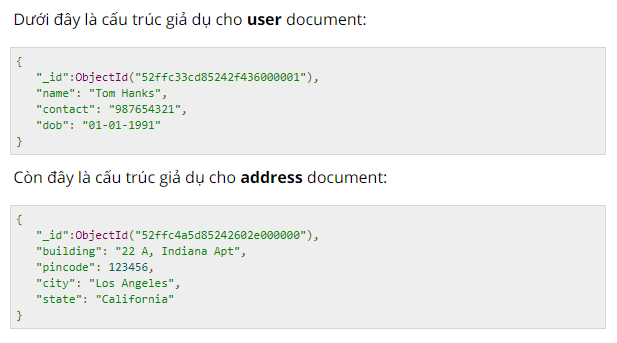 Dưới đây là cấu trúc giả dụ cho user document:
{
"_id":ObjectId("52ffc33cd85242f436000001"),
"name": "Tom Hanks",
"contact": "987654321",
"dob": "01-01-1991"
}
Còn đây là cấu trúc giả dụ cho address document:
{
"_id":ObjectId("52ffc4a5d85242602e000000"),
"building": "22 A, Indiana Apt",
"pincode": 123456,
"city": "Los Angeles",
"state": "California"
}